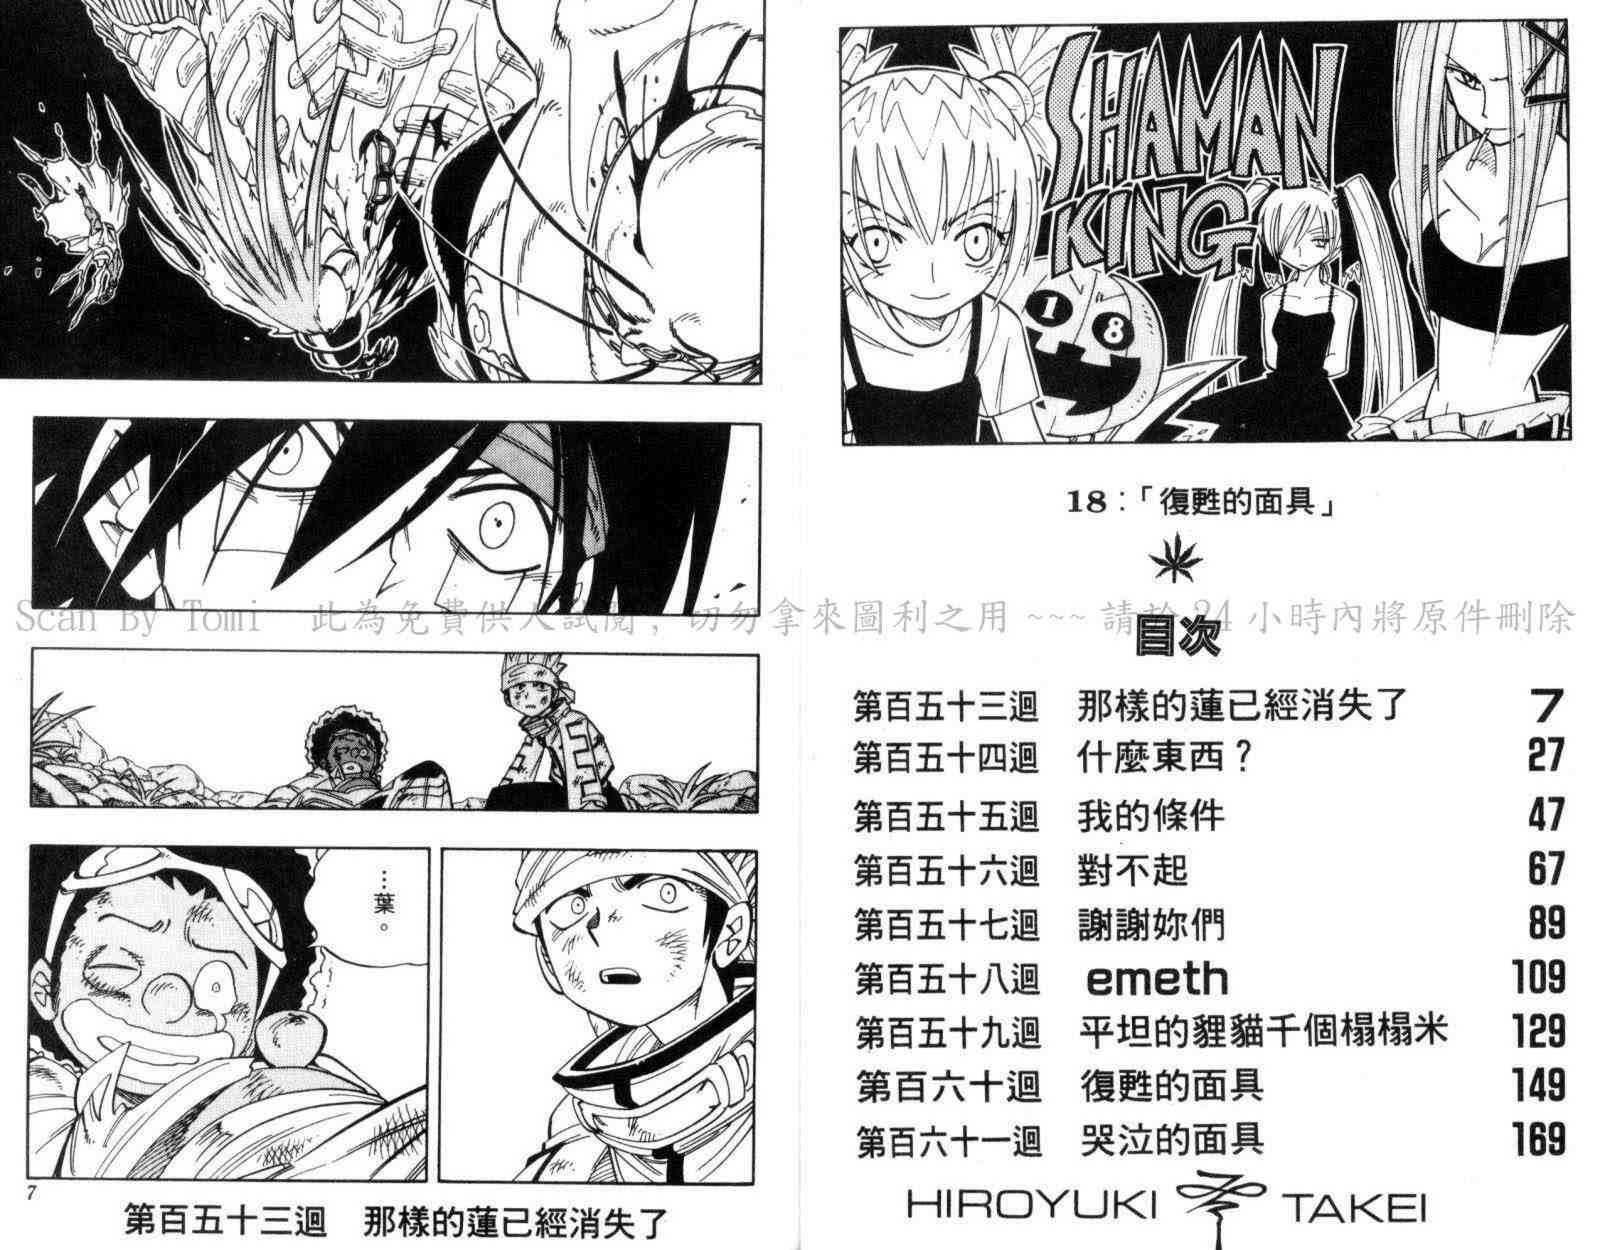 SHAMAN
KING
18
18：「復甦的面具」
Scan By Tomi 此為免費供人試閱，切勿拿來圖利之用 ~~~ 請於 24 小時內將原件刪除
目次
第百五十三迴 那樣的蓮已經消失了 7
第百五十四迴 什麼東西？ 27
第百五十五迴 我的條件 47
第百五十六迴 對不起 67
第百五十七迴 謝謝妳們 89
第百五十八迴 emeth 109
第百五十九迴 平坦的貍貓千個榻榻米 129
第百六十迴 復甦的面具 149
第百六十一迴 哭泣的面具 169
HIROYUKI TAKEI
…葉。
7
第百五十三迴 那樣的蓮已經消失了